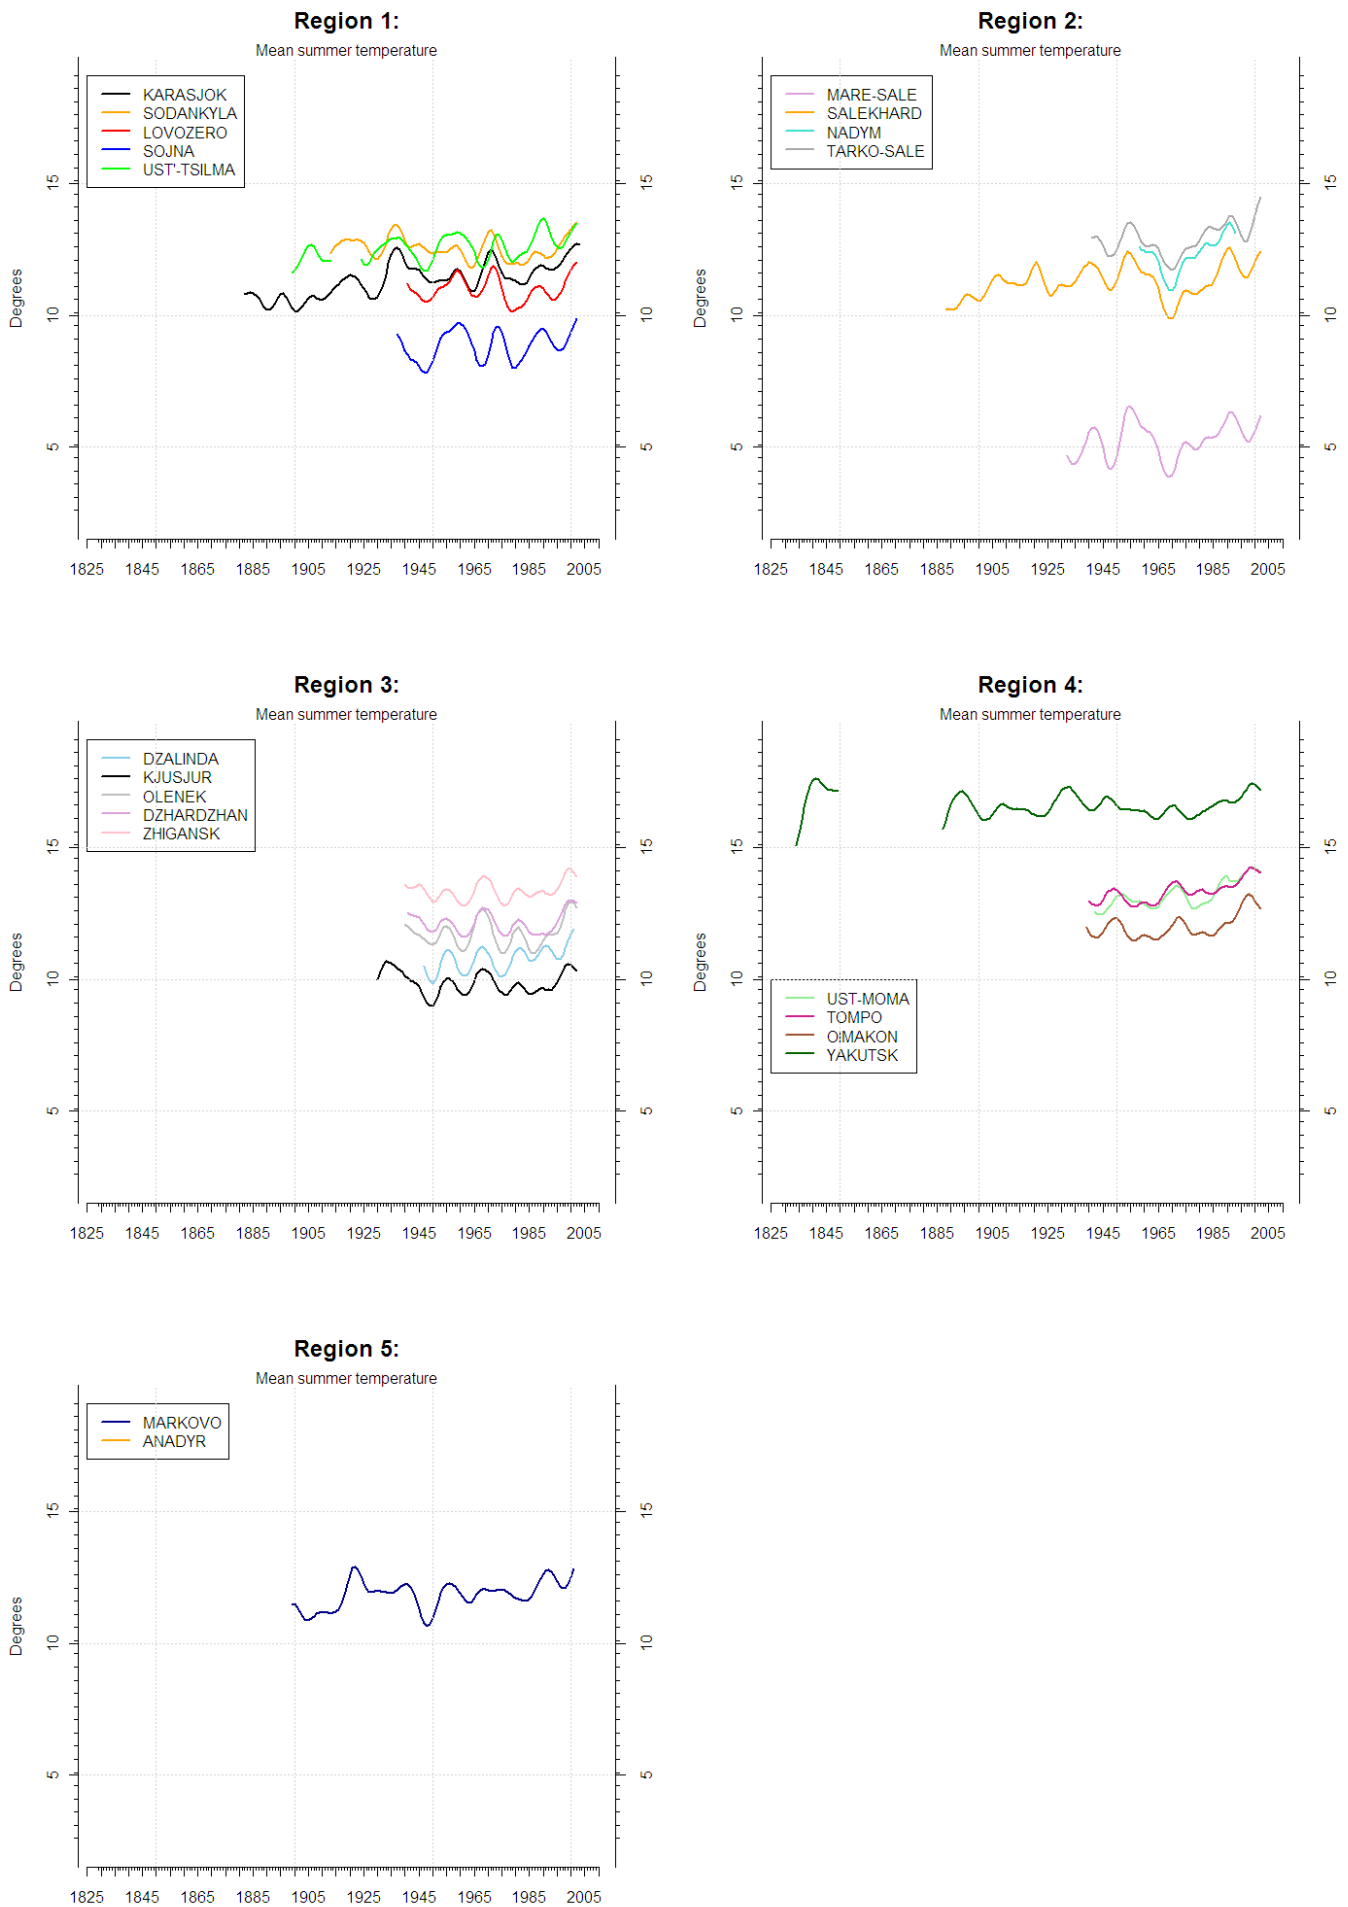 Region 1:
Mean summer temperature
KARASJOK
SODANKYLA
LOVOZERO
SOJNA
UST'-TSILMA
Degrees
15 15
10 10
5 5
1825 1845 1865 1885 1905 1925 1945 1965 1985 2005
Region 2:
Mean summer temperature
MARE-SALE
SALEKHARD
NADYM
TARKO-SALE
Degrees
15 15
10 10
5 5
1825 1845 1865 1885 1905 1925 1945 1965 1985 2005
Region 3:
Mean summer temperature
DZALINDA
KJUSJUR
OLENEK
DZHARDZHAN
ZHIGANSK
Degrees
15 15
10 10
5 5
1825 1845 1865 1885 1905 1925 1945 1965 1985 2005
Region 4:
Mean summer temperature
Degrees
15 15
10 10
UST-MOMA
TOMPO
OIMAKON
YAKUTSK
5 5
1825 1845 1865 1885 1905 1925 1945 1965 1985 2005
Region 5:
Mean summer temperature
MARKOVO
ANADYR
Degrees
15 15
10 10
5 5
1825 1845 1865 1885 1905 1925 1945 1965 1985 2005